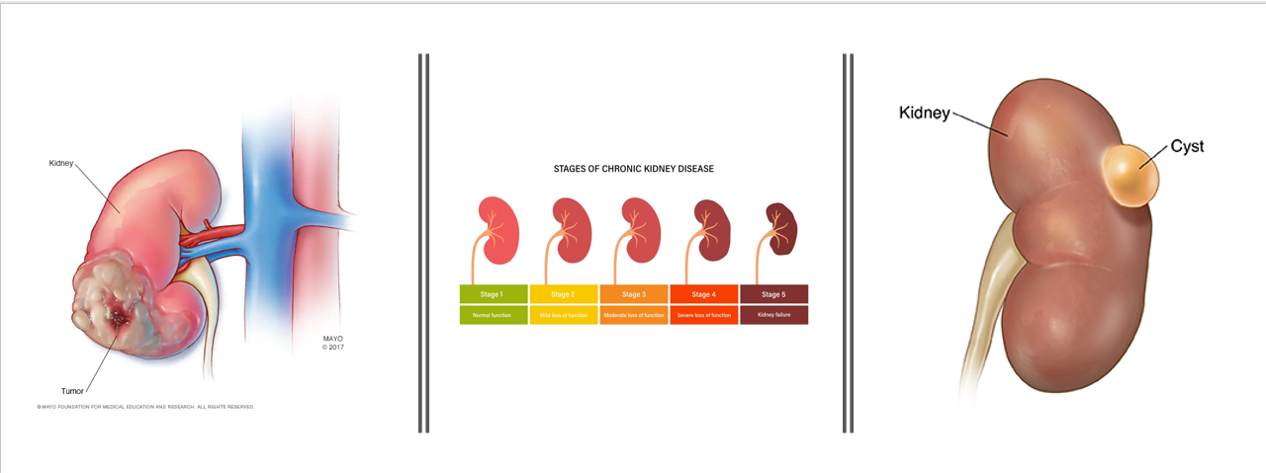 Kidney
MAYO
© 2017
Tumor
© MAYO FOUNDATION FOR MEDICAL EDUCATION AND RESEARCH. ALL RIGHTS RESERVED.
STAGES OF CHRONIC KIDNEY DISEASE
Stage 1 Stage 2 Stage 3 Stage 4 Stage 5
Normal function Mild loss of function Moderate loss of function Severe loss of function Kidney failure
Kidney
Cyst